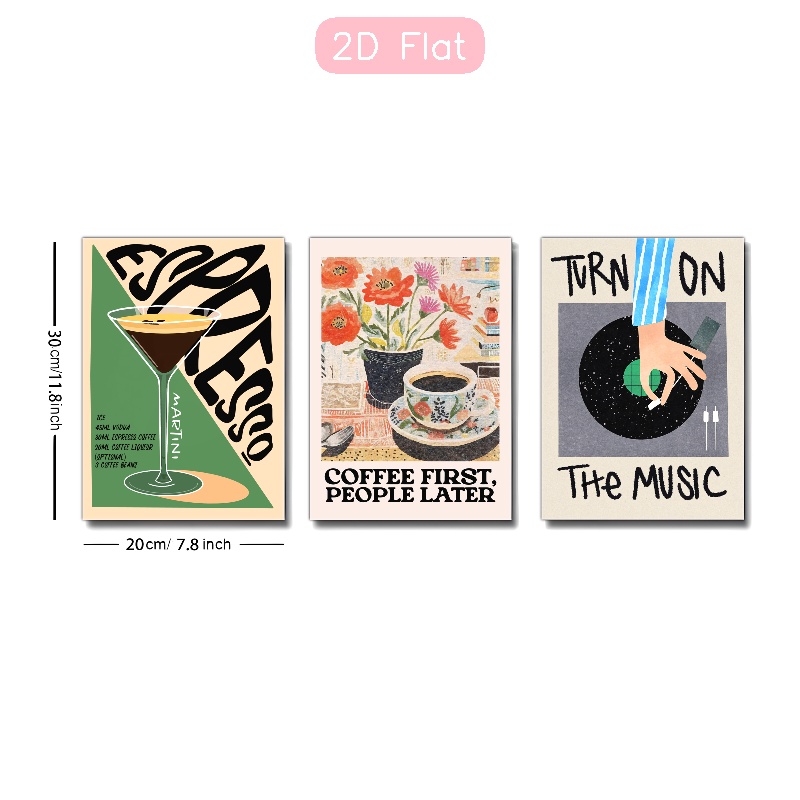 2D Flat
ESPRESSO
MARTINI
ICE
45ML VODKA
30ML ESPRESSO COFFEE
20ML COFFEE LIQUEUR
(OPTIONAL)
3 COFFEE BEANS
COFFEE FIRST,
PEOPLE LATER
TURN ON
THe MUSIC
30cm/11.8inch
20cm/ 7.8 inch